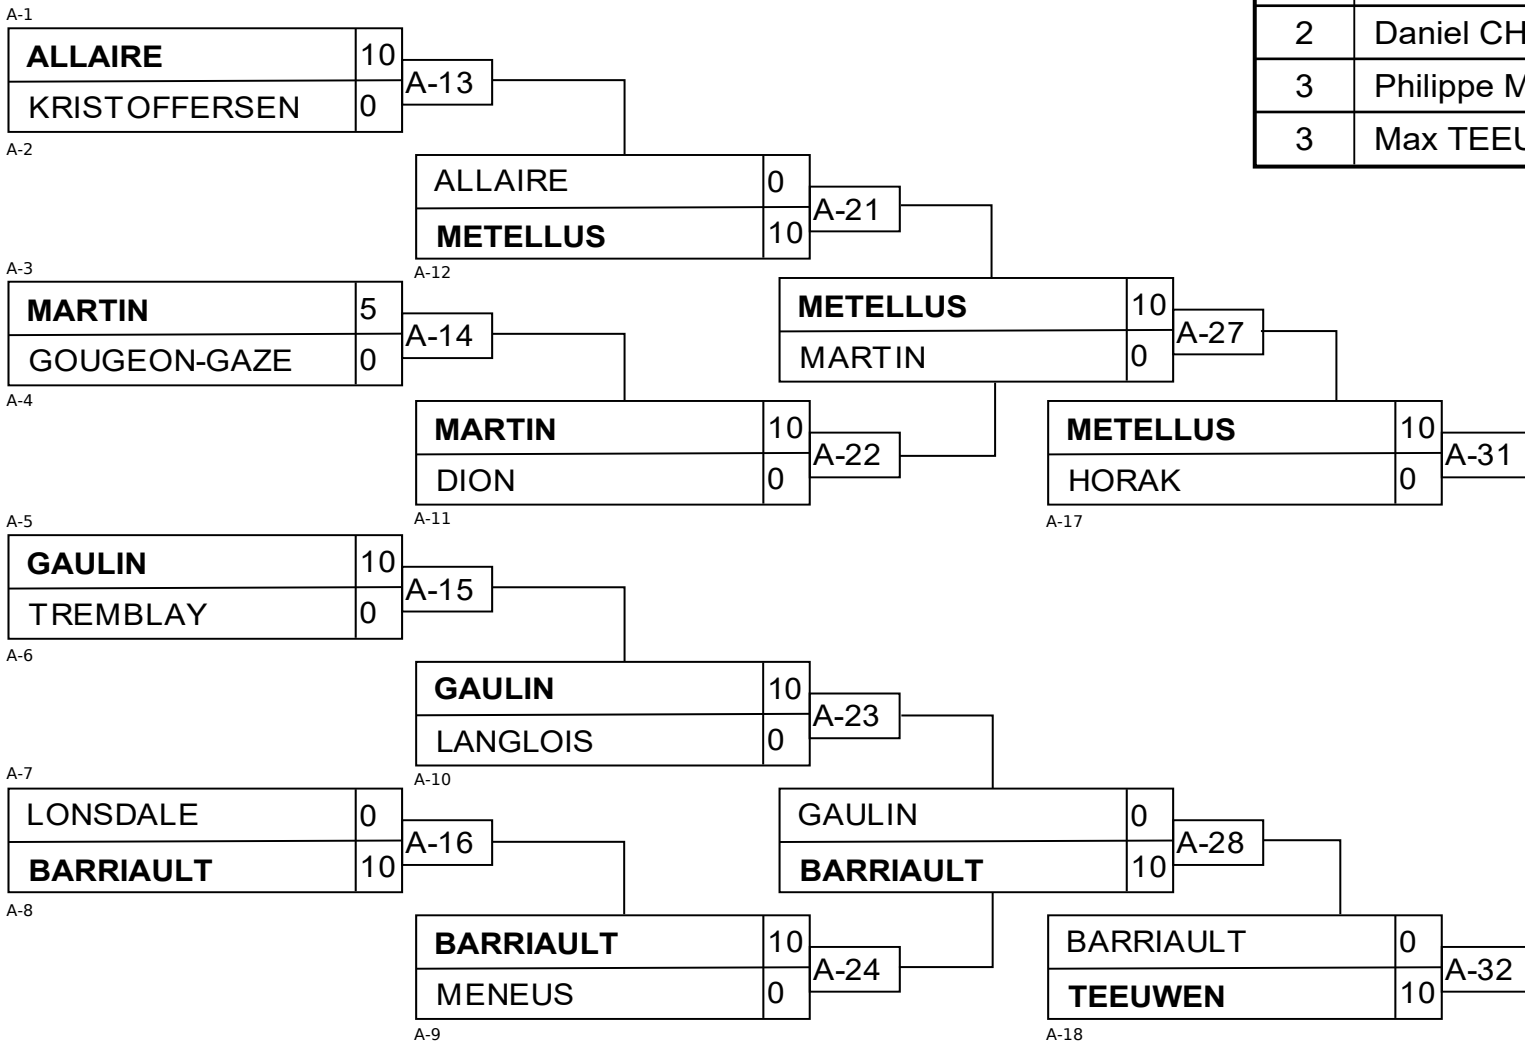 A-1
ALLAIRE 10
A-13
KRISTOFFERSEN 0
A-2
2 Daniel
3 Philippe
3 Max
ALLAIRE 0
A-21
METELLUS 10
A-12
A-3
MARTIN 5
A-14
GOUGEON-GAZE 0
A-4
METELLUS 10
A-27
MARTIN 0
MARTIN 10
A-22
DION 0
A-11
METELLUS 10
A-31
HORAK 0
A-17
A-5
GAULIN 10
A-15
TREMBLAY 0
A-6
GAULIN 10
A-23
LANGLOIS 0
A-10
A-7
LONSDALE 0
A-16
BARRIAULT 10
A-8
GAULIN 0
A-28
BARRIAULT 10
BARRIAULT 10
A-24
MENEUS 0
A-9
BARRIAULT 0
A-32
TEEUWEN 10
A-18